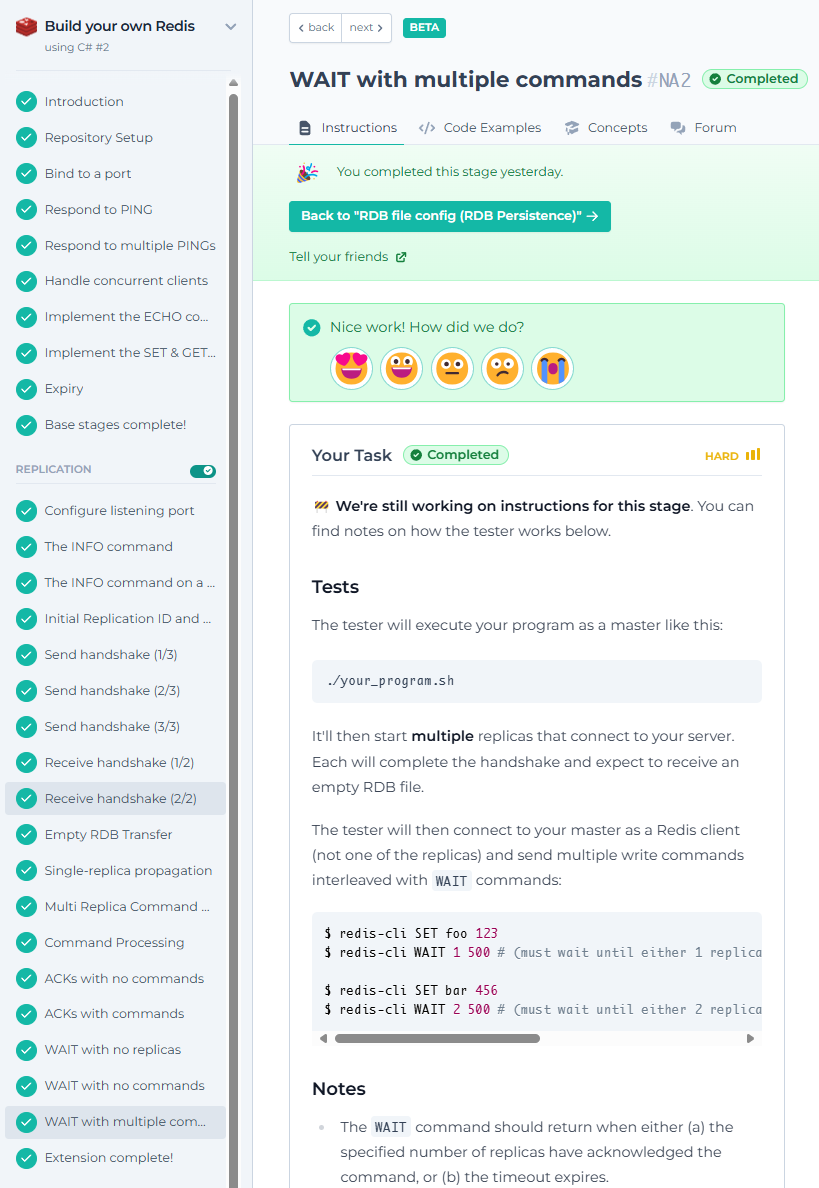 Build your own Redis
using C# #2
Introduction
Repository Setup
Bind to a port
Respond to PING
Respond to multiple PINGs
Handle concurrent clients
Implement the ECHO co...
Implement the SET & GET...
Expiry
Base stages complete!
REPLICATION
Configure listening port
The INFO command
The INFO command on a ...
Initial Replication ID and ...
Send handshake (1/3)
Send handshake (2/3)
Send handshake (3/3)
Receive handshake (1/2)
Receive handshake (2/2)
Empty RDB Transfer
Single-replica propagation
Multi Replica Command ...
Command Processing
ACKs with no commands
ACKs with commands
WAIT with no replicas
WAIT with no commands
WAIT with multiple com...
Extension complete!
back next BETA
WAIT with multiple commands #NA2 Completed
Instructions Code Examples Concepts Forum
You completed this stage yesterday.
Back to "RDB file config (RDB Persistence)" →
Tell your friends
Nice work! How did we do?
Your Task Completed HARD
We're still working on instructions for this stage. You can
find notes on how the tester works below.
Tests
The tester will execute your program as a master like this:
./your_program.sh
It'll then start multiple replicas that connect to your server.
Each will complete the handshake and expect to receive an
empty RDB file.
The tester will then connect to your master as a Redis client
(not one of the replicas) and send multiple write commands
interleaved with WAIT commands:
$ redis-cli SET foo 123
$ redis-cli WAIT 1 500 # (must wait until either 1 replica
$ redis-cli SET bar 456
$ redis-cli WAIT 2 500 # (must wait until either 2 replica
Notes
The WAIT command should return when either (a) the
specified number of replicas have acknowledged the
command, or (b) the timeout expires.